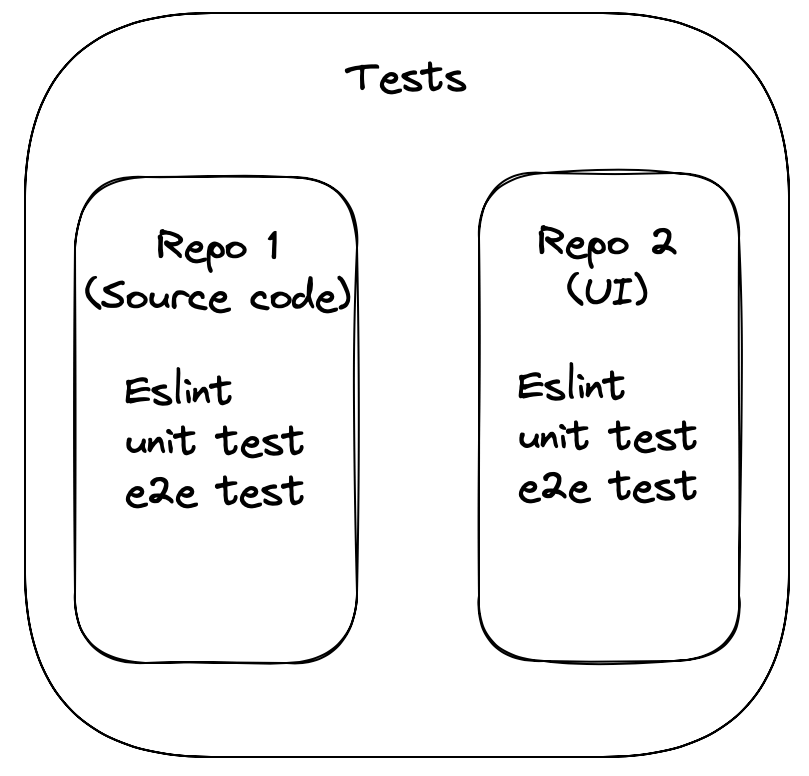 Tests
Repo 1
(Source code)
Eslint
unit test
e2e test
Repo 2
(UI)
Eslint
unit test
e2e test